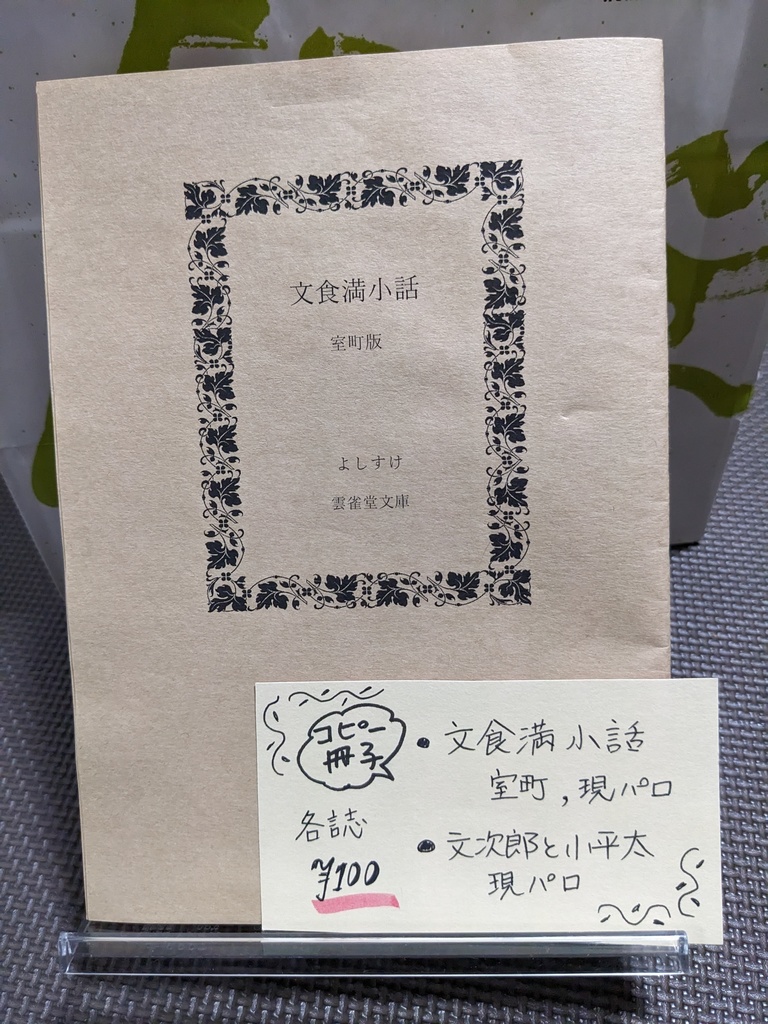 文食満小話
室町版
よしすけ
雲雀堂文庫
コピー
冊子
各誌
¥100
• 文食満小話
室町,現パロ
• 文次郎と小平太
現パロ